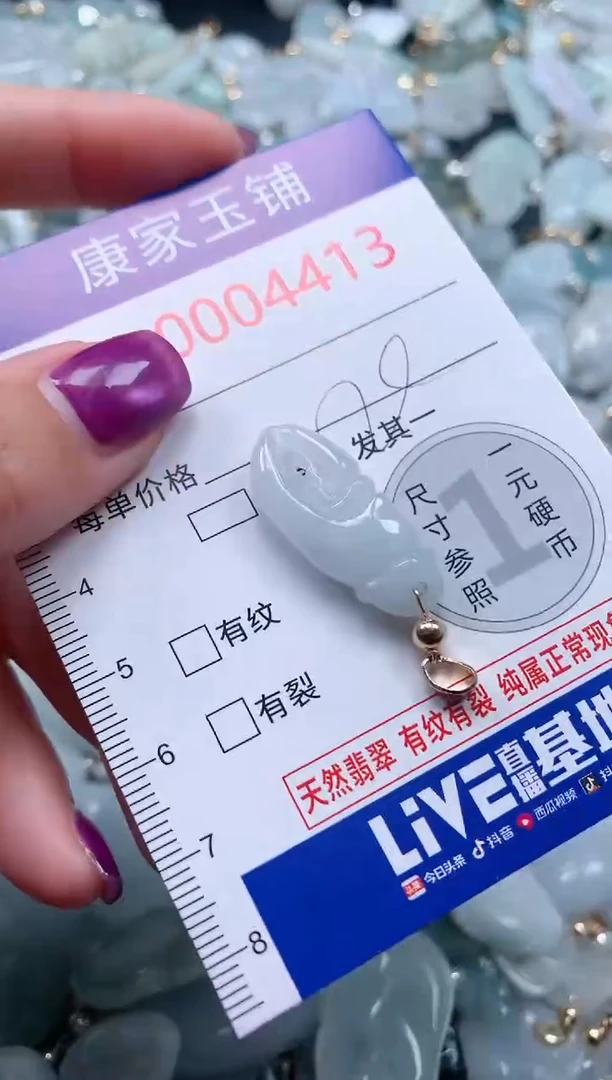 康家玉铺
0004413
发其一
每单价格
尺寸参照
1
一元硬币
4
有纹
5
有裂
6
天然翡翠 有纹有裂 纯属正常现
7
LiVE直播基地
今日头条 抖音 西瓜视频
8